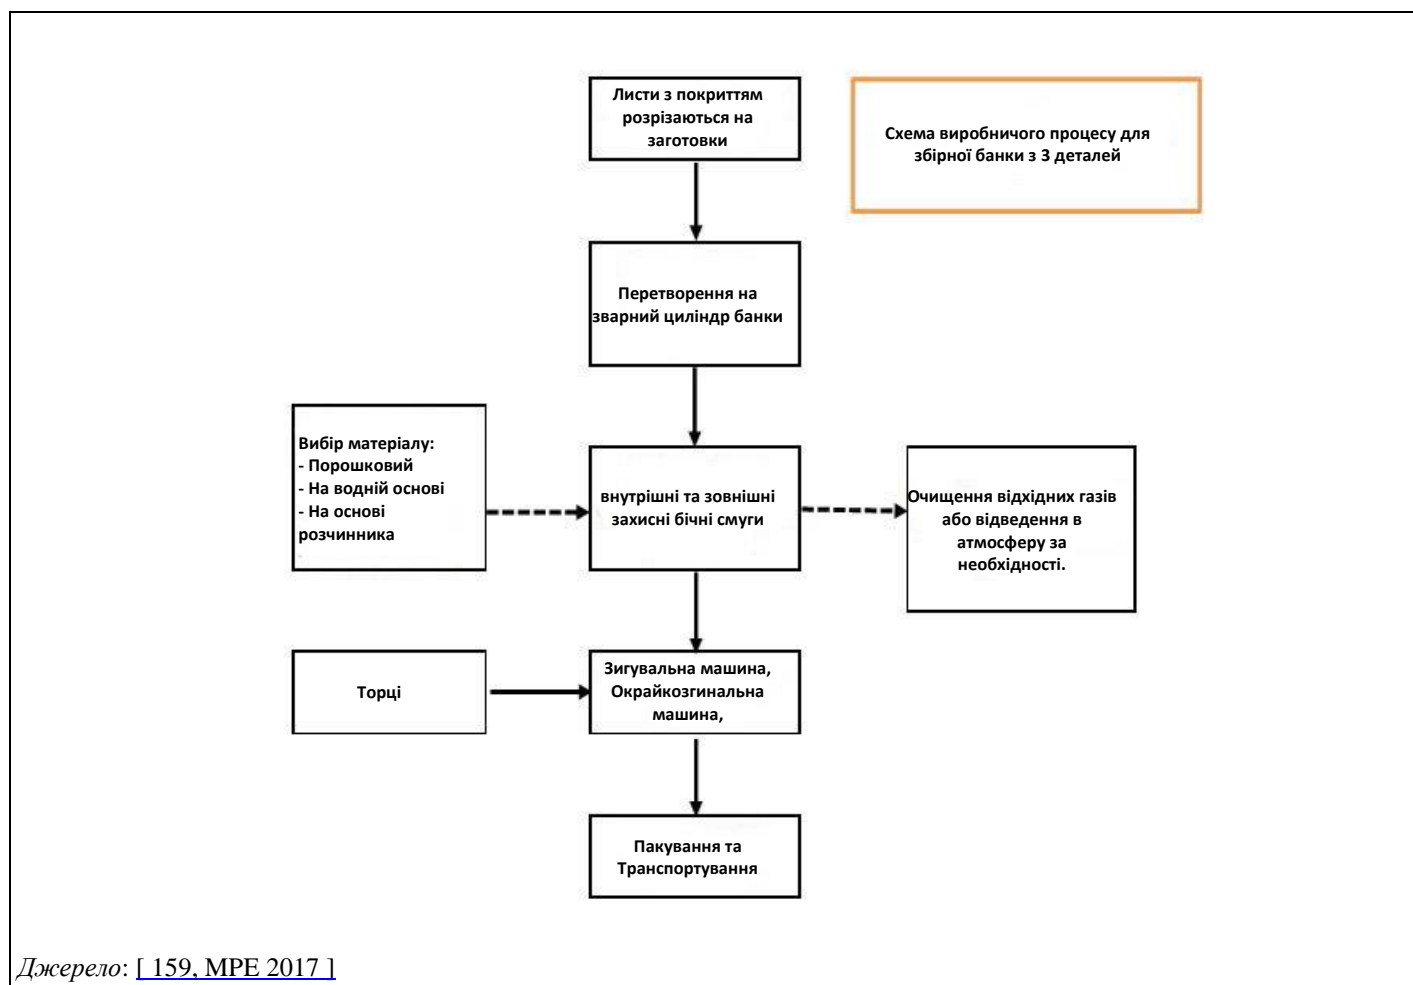 Листи з покриттям
розрізаються на
заготовки
Схема виробничого процесу для
збірної банки з 3 деталей
Перетворення на
зварний циліндр банки
Вибір матеріалу:
- Порошковий
- На водній основі
- На основі
розчинника
внутрішні та зовнішні
захисні бічні смуги
Очищення відхідних газів
або відведення в
атмосферу за
необхідності.
Торці
Зигувальна машина,
Окрайкозгинальна
машина,
Пакування та
Транспортування
Джерело: [ 159, MPE 2017 ]